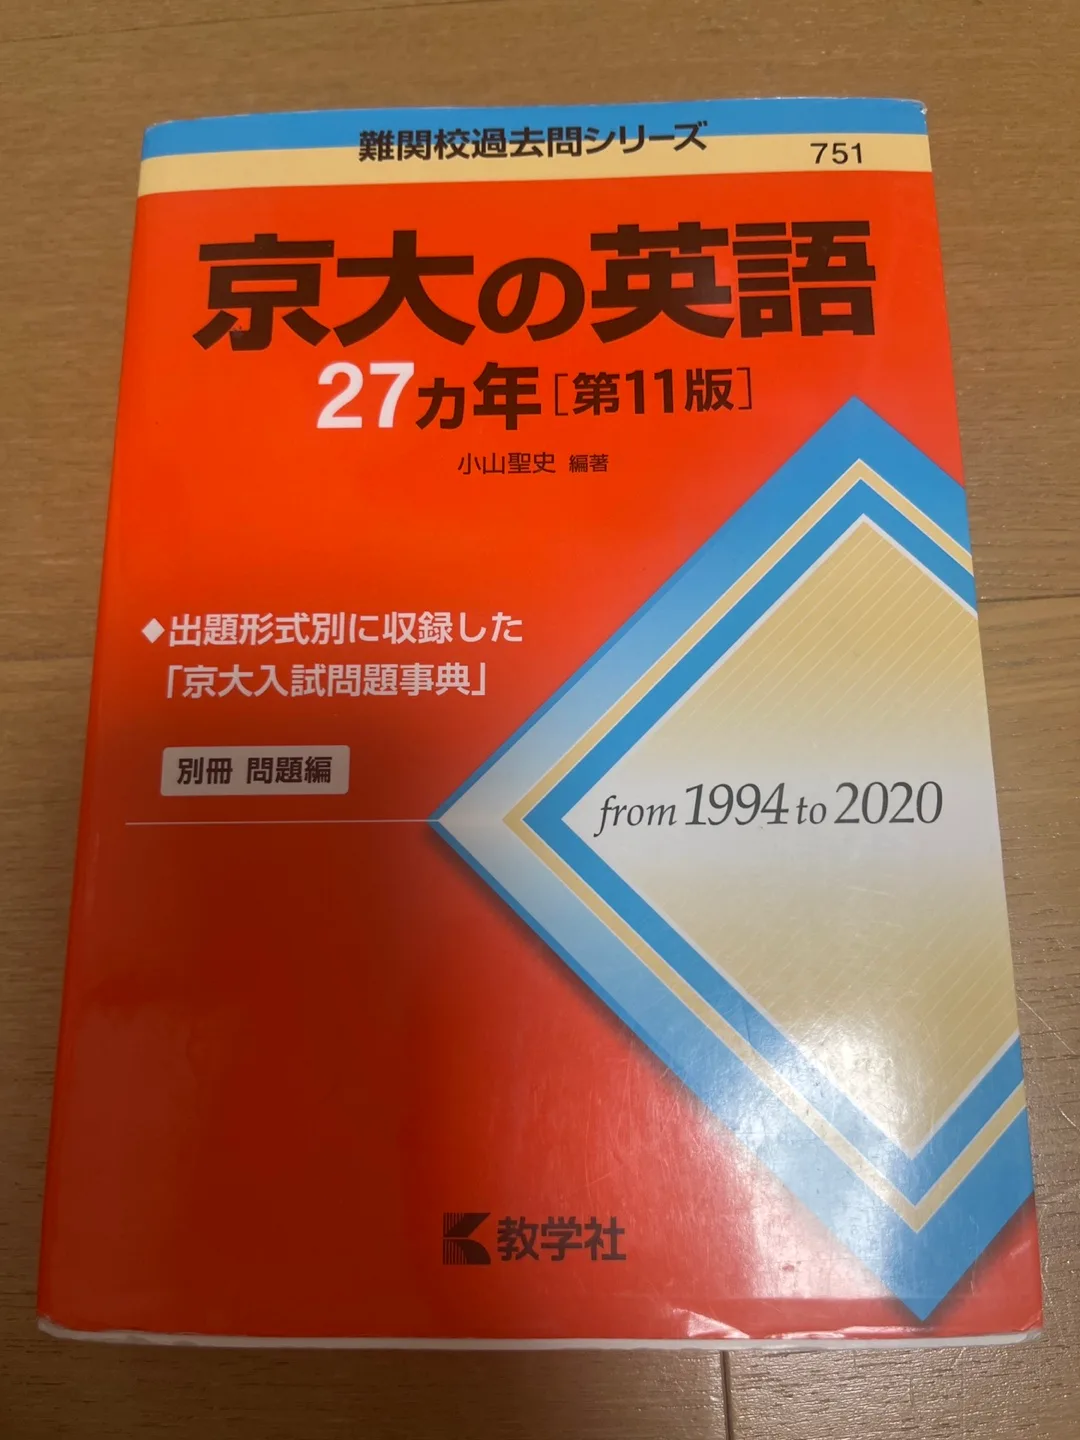 難関校過去問シリーズ
751
京大の英語
27ヵ年[第11版]
小山聖史 編著
◆出題形式別に収録した
「京大入試問題事典」
別冊 問題編
from 1994 to 2020
教学社